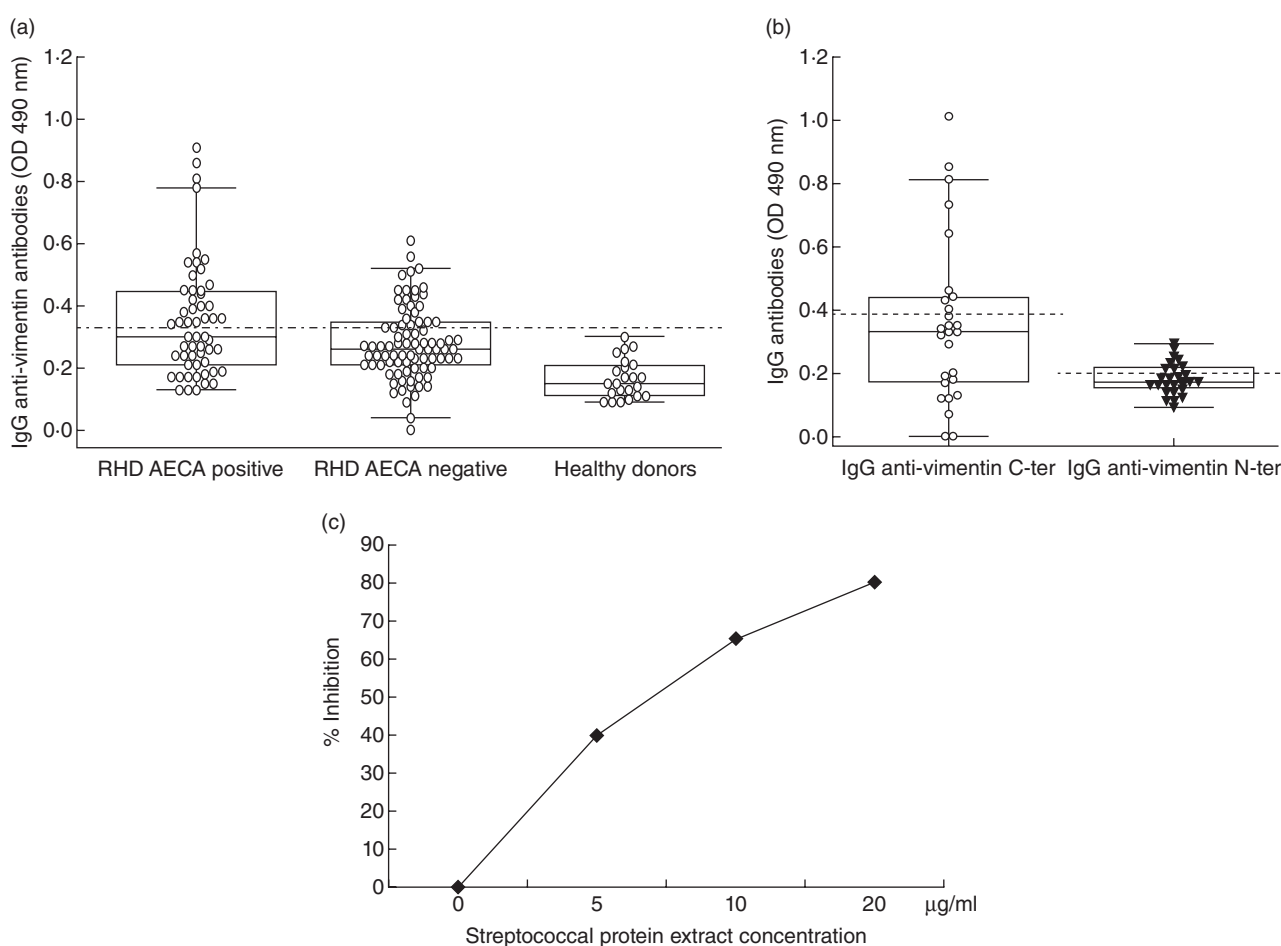 (a)
IgG anti-vimentin antibodies (OD 490 nm)
1·2
1·0
0·8
0·6
0·4
0·2
0·0
RHD AECA positive
RHD AECA negative
Healthy donors
(b)
IgG antibodies (OD 490 nm)
1·2
1·0
0·8
0·6
0·4
0·2
0·0
IgG anti-vimentin C-ter
IgG anti-vimentin N-ter
(c)
% Inhibition
90
80
70
60
50
40
30
20
10
0
0 5 10 20 μg/ml
Streptococcal protein extract concentration